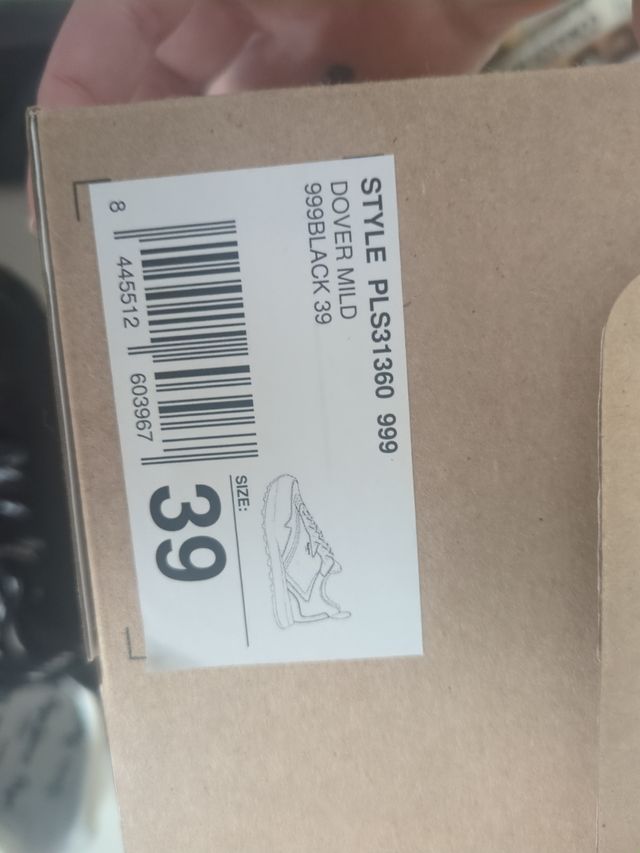 STYLE PLS31360 999
DOVER MILD
999BLACK 39
8 445512 603967
SIZE:
39